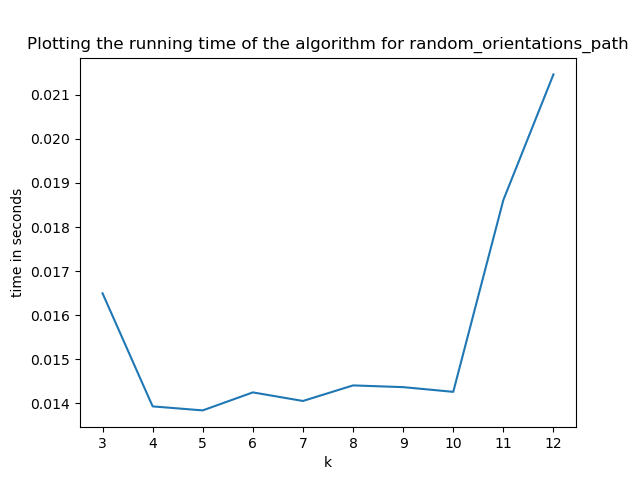 Plotting the running time of the algorithm for random_orientations_path
0.021
0.020
0.019
0.018
0.017
0.016
0.015
0.014
time in seconds
3 4 5 6 7 8 9 10 11 12
k